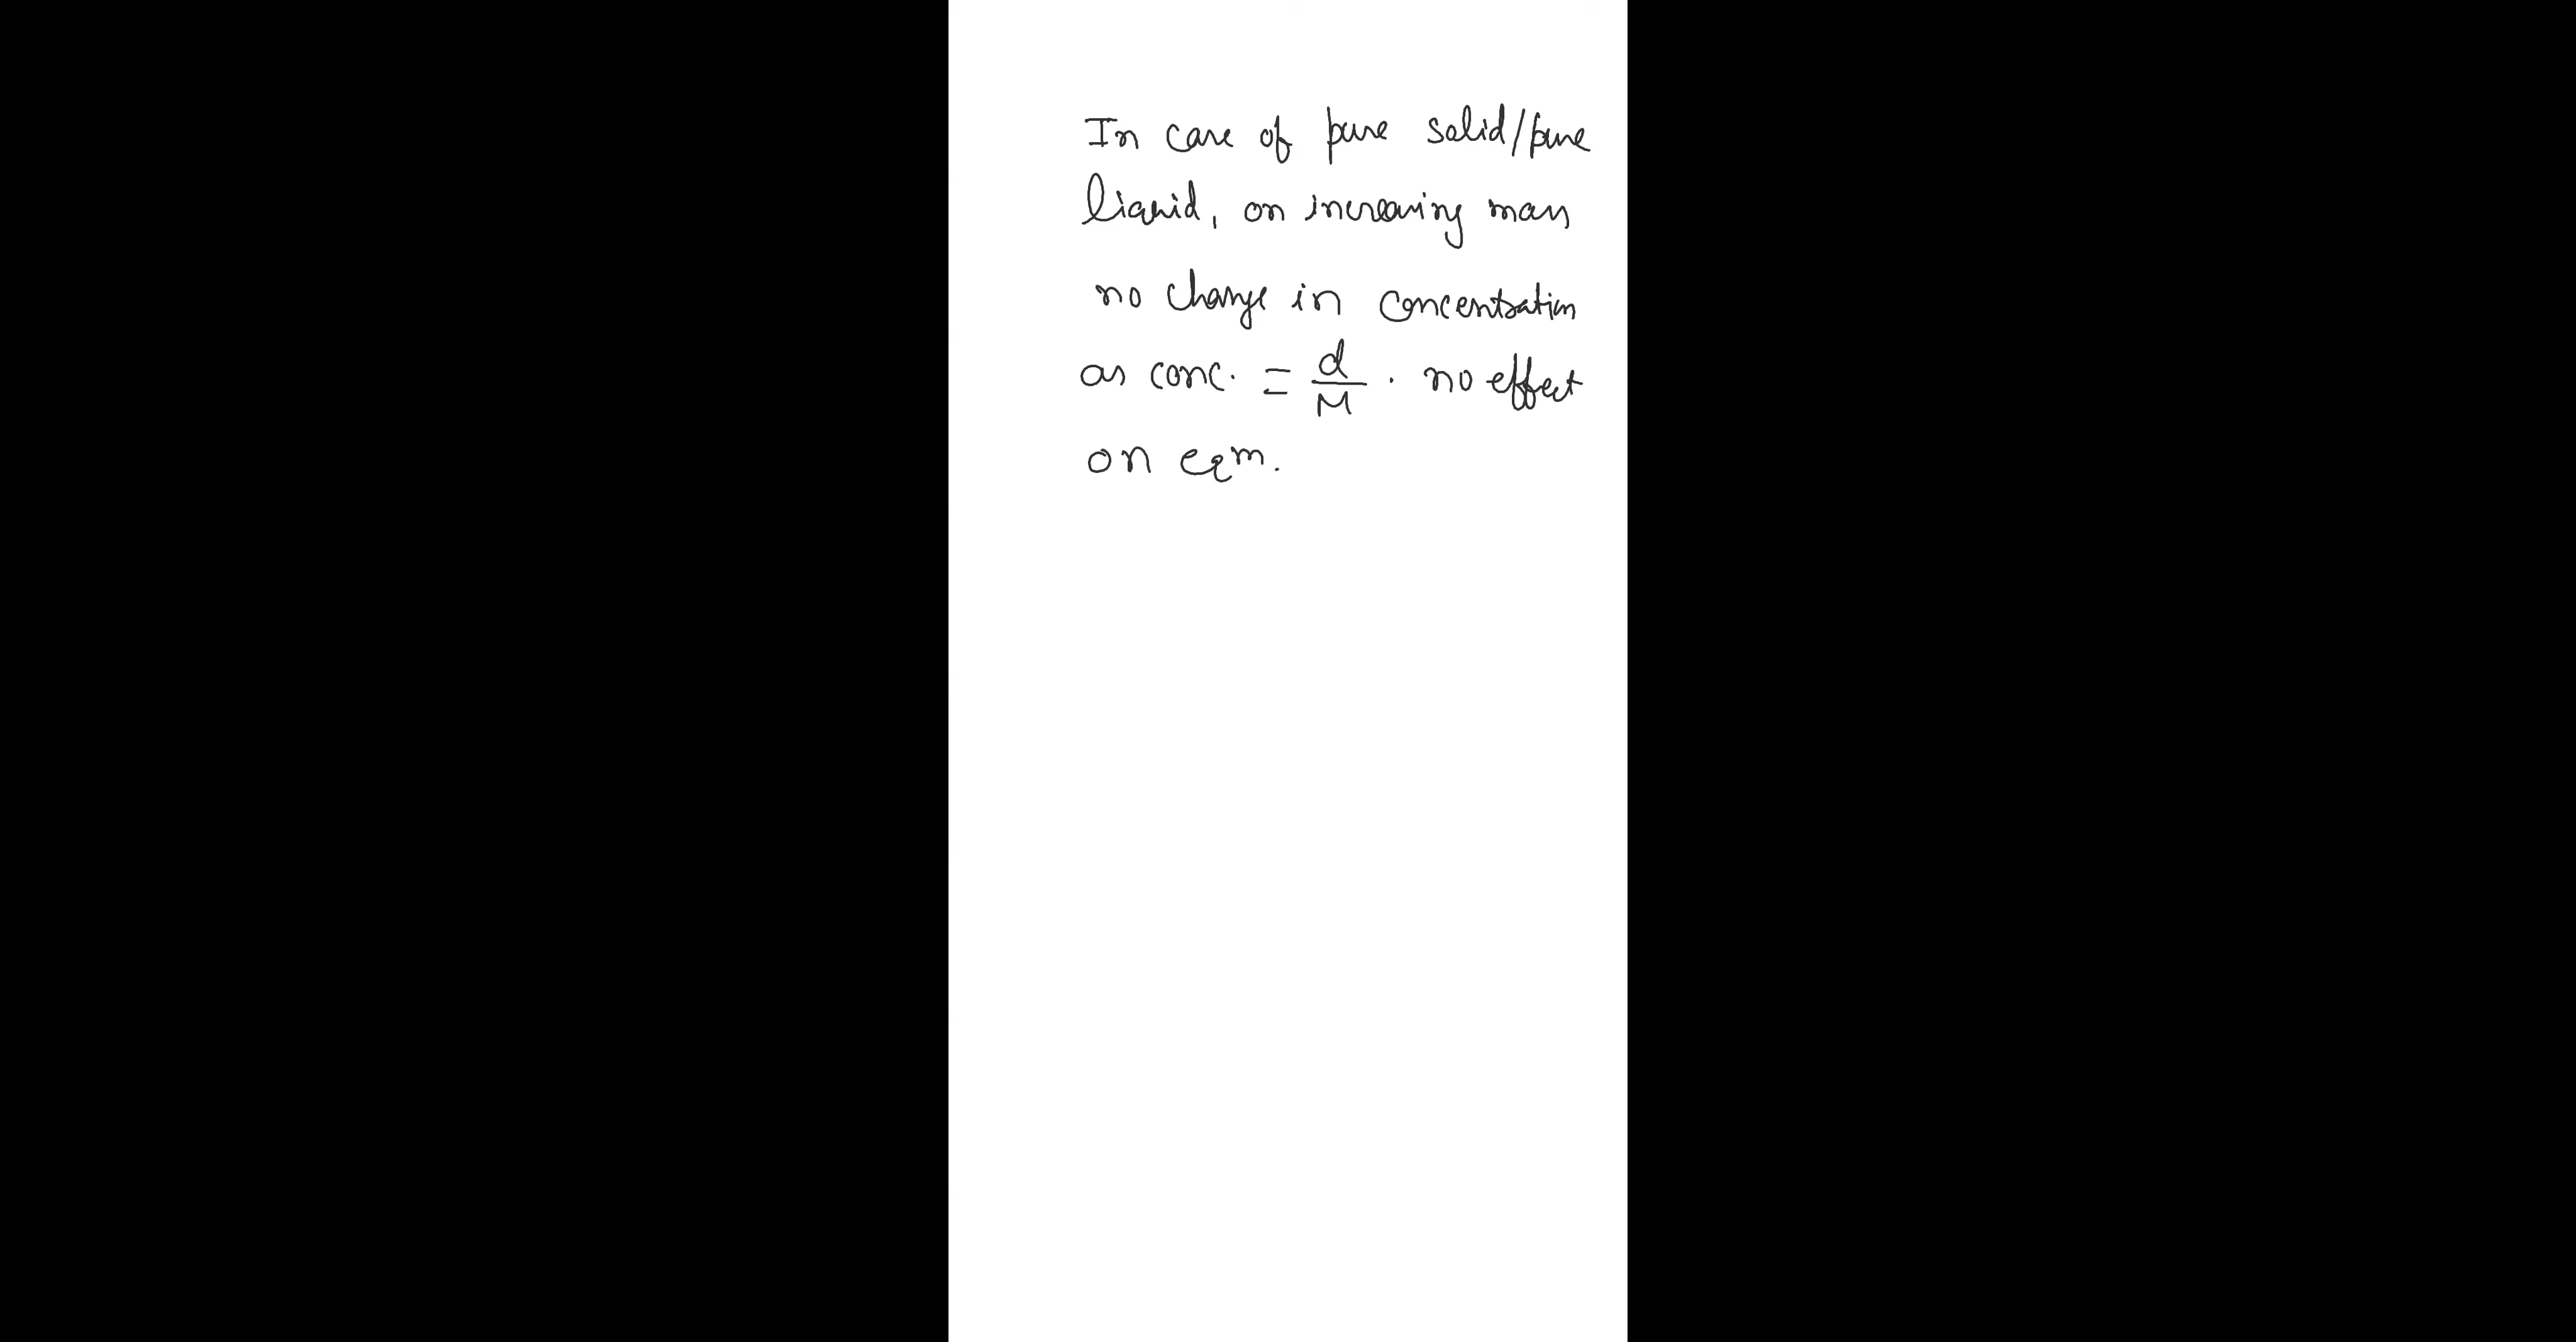 In case of pure solid/pure
liquid, on increasing mass
no change in concentration
as conc. = d/M . no effect
on eqm.